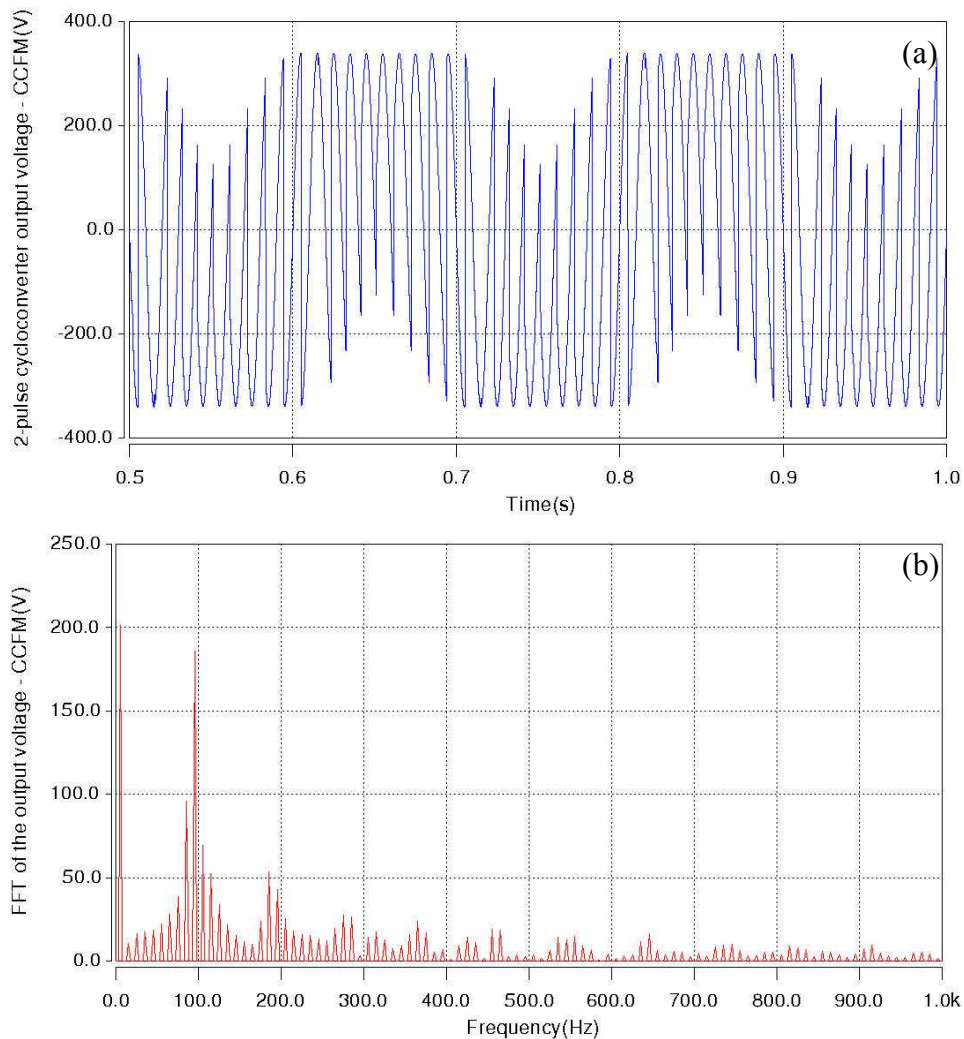 (a)
2-pulse cycloconverter output voltage - CCFM(V)
400.0
200.0
0.0
-200.0
-400.0
0.5 0.6 0.7 0.8 0.9 1.0
Time(s)
(b)
FFT of the output voltage - CCFM(V)
250.0
200.0
150.0
100.0
50.0
0.0
0.0 100.0 200.0 300.0 400.0 500.0 600.0 700.0 800.0 900.0 1.0k
Frequency(Hz)